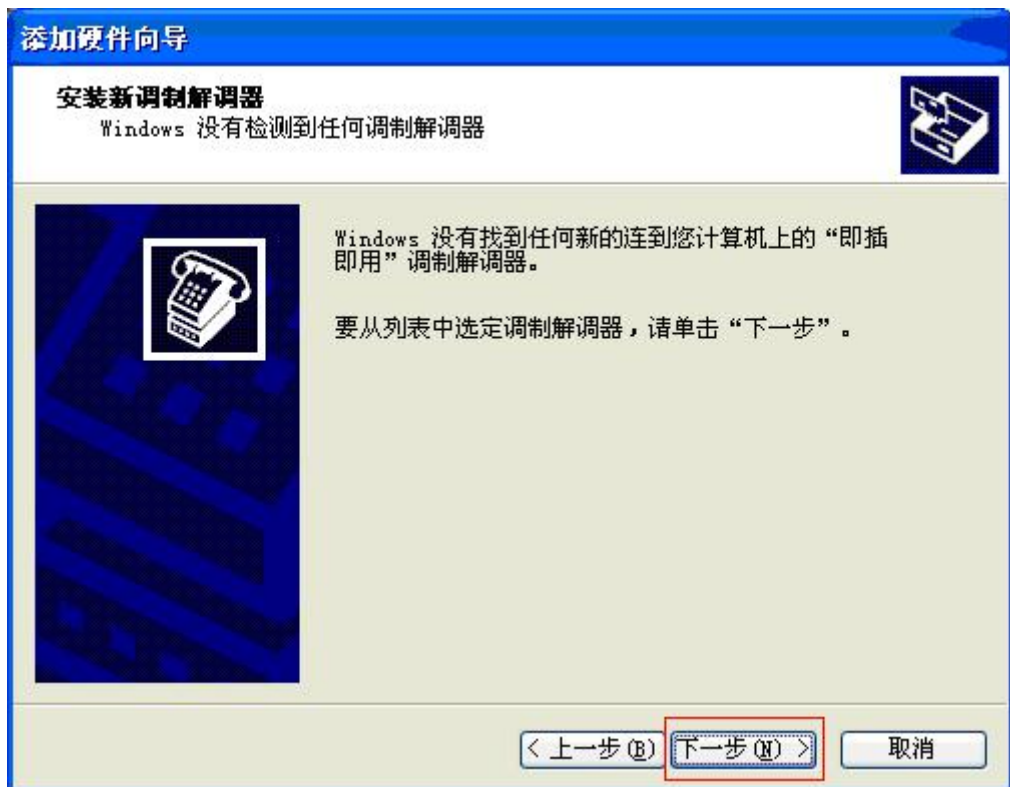 添加硬件向导
安装新调制解调器
Windows 没有检测到任何调制解调器
Windows 没有找到任何新的连到您计算机上的“即插
即用”调制解调器。
要从列表中选定调制解调器，请单击“下一步”。
< 上一步(B)
下一步(N) >
取消